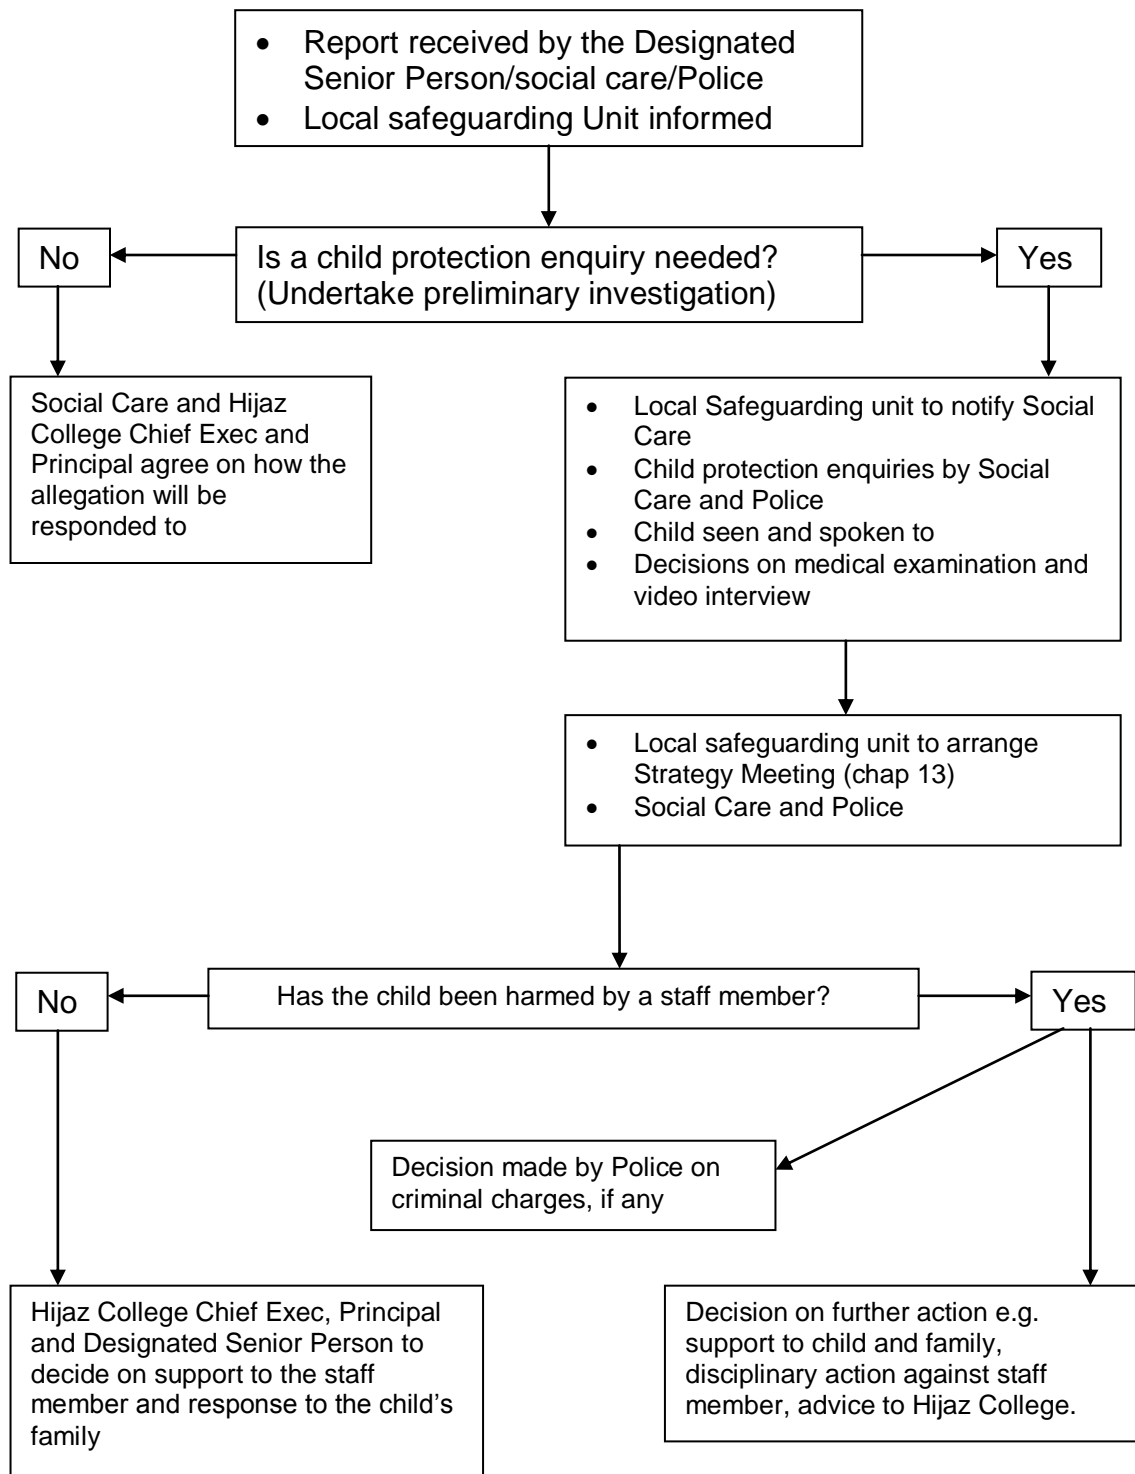 • Report received by the Designated
Senior Person/social care/Police
• Local safeguarding Unit informed
No
Is a child protection enquiry needed?
(Undertake preliminary investigation)
Yes
Social Care and Hijaz
College Chief Exec and
Principal agree on how the
allegation will be
responded to
• Local Safeguarding unit to notify Social
Care
• Child protection enquiries by Social
Care and Police
• Child seen and spoken to
• Decisions on medical examination and
video interview
• Local safeguarding unit to arrange
Strategy Meeting (chap 13)
• Social Care and Police
No
Has the child been harmed by a staff member?
Yes
Decision made by Police on
criminal charges, if any
Hijaz College Chief Exec, Principal
and Designated Senior Person to
decide on support to the staff
member and response to the child's
family
Decision on further action e.g.
support to child and family,
disciplinary action against staff
member, advice to Hijaz College.